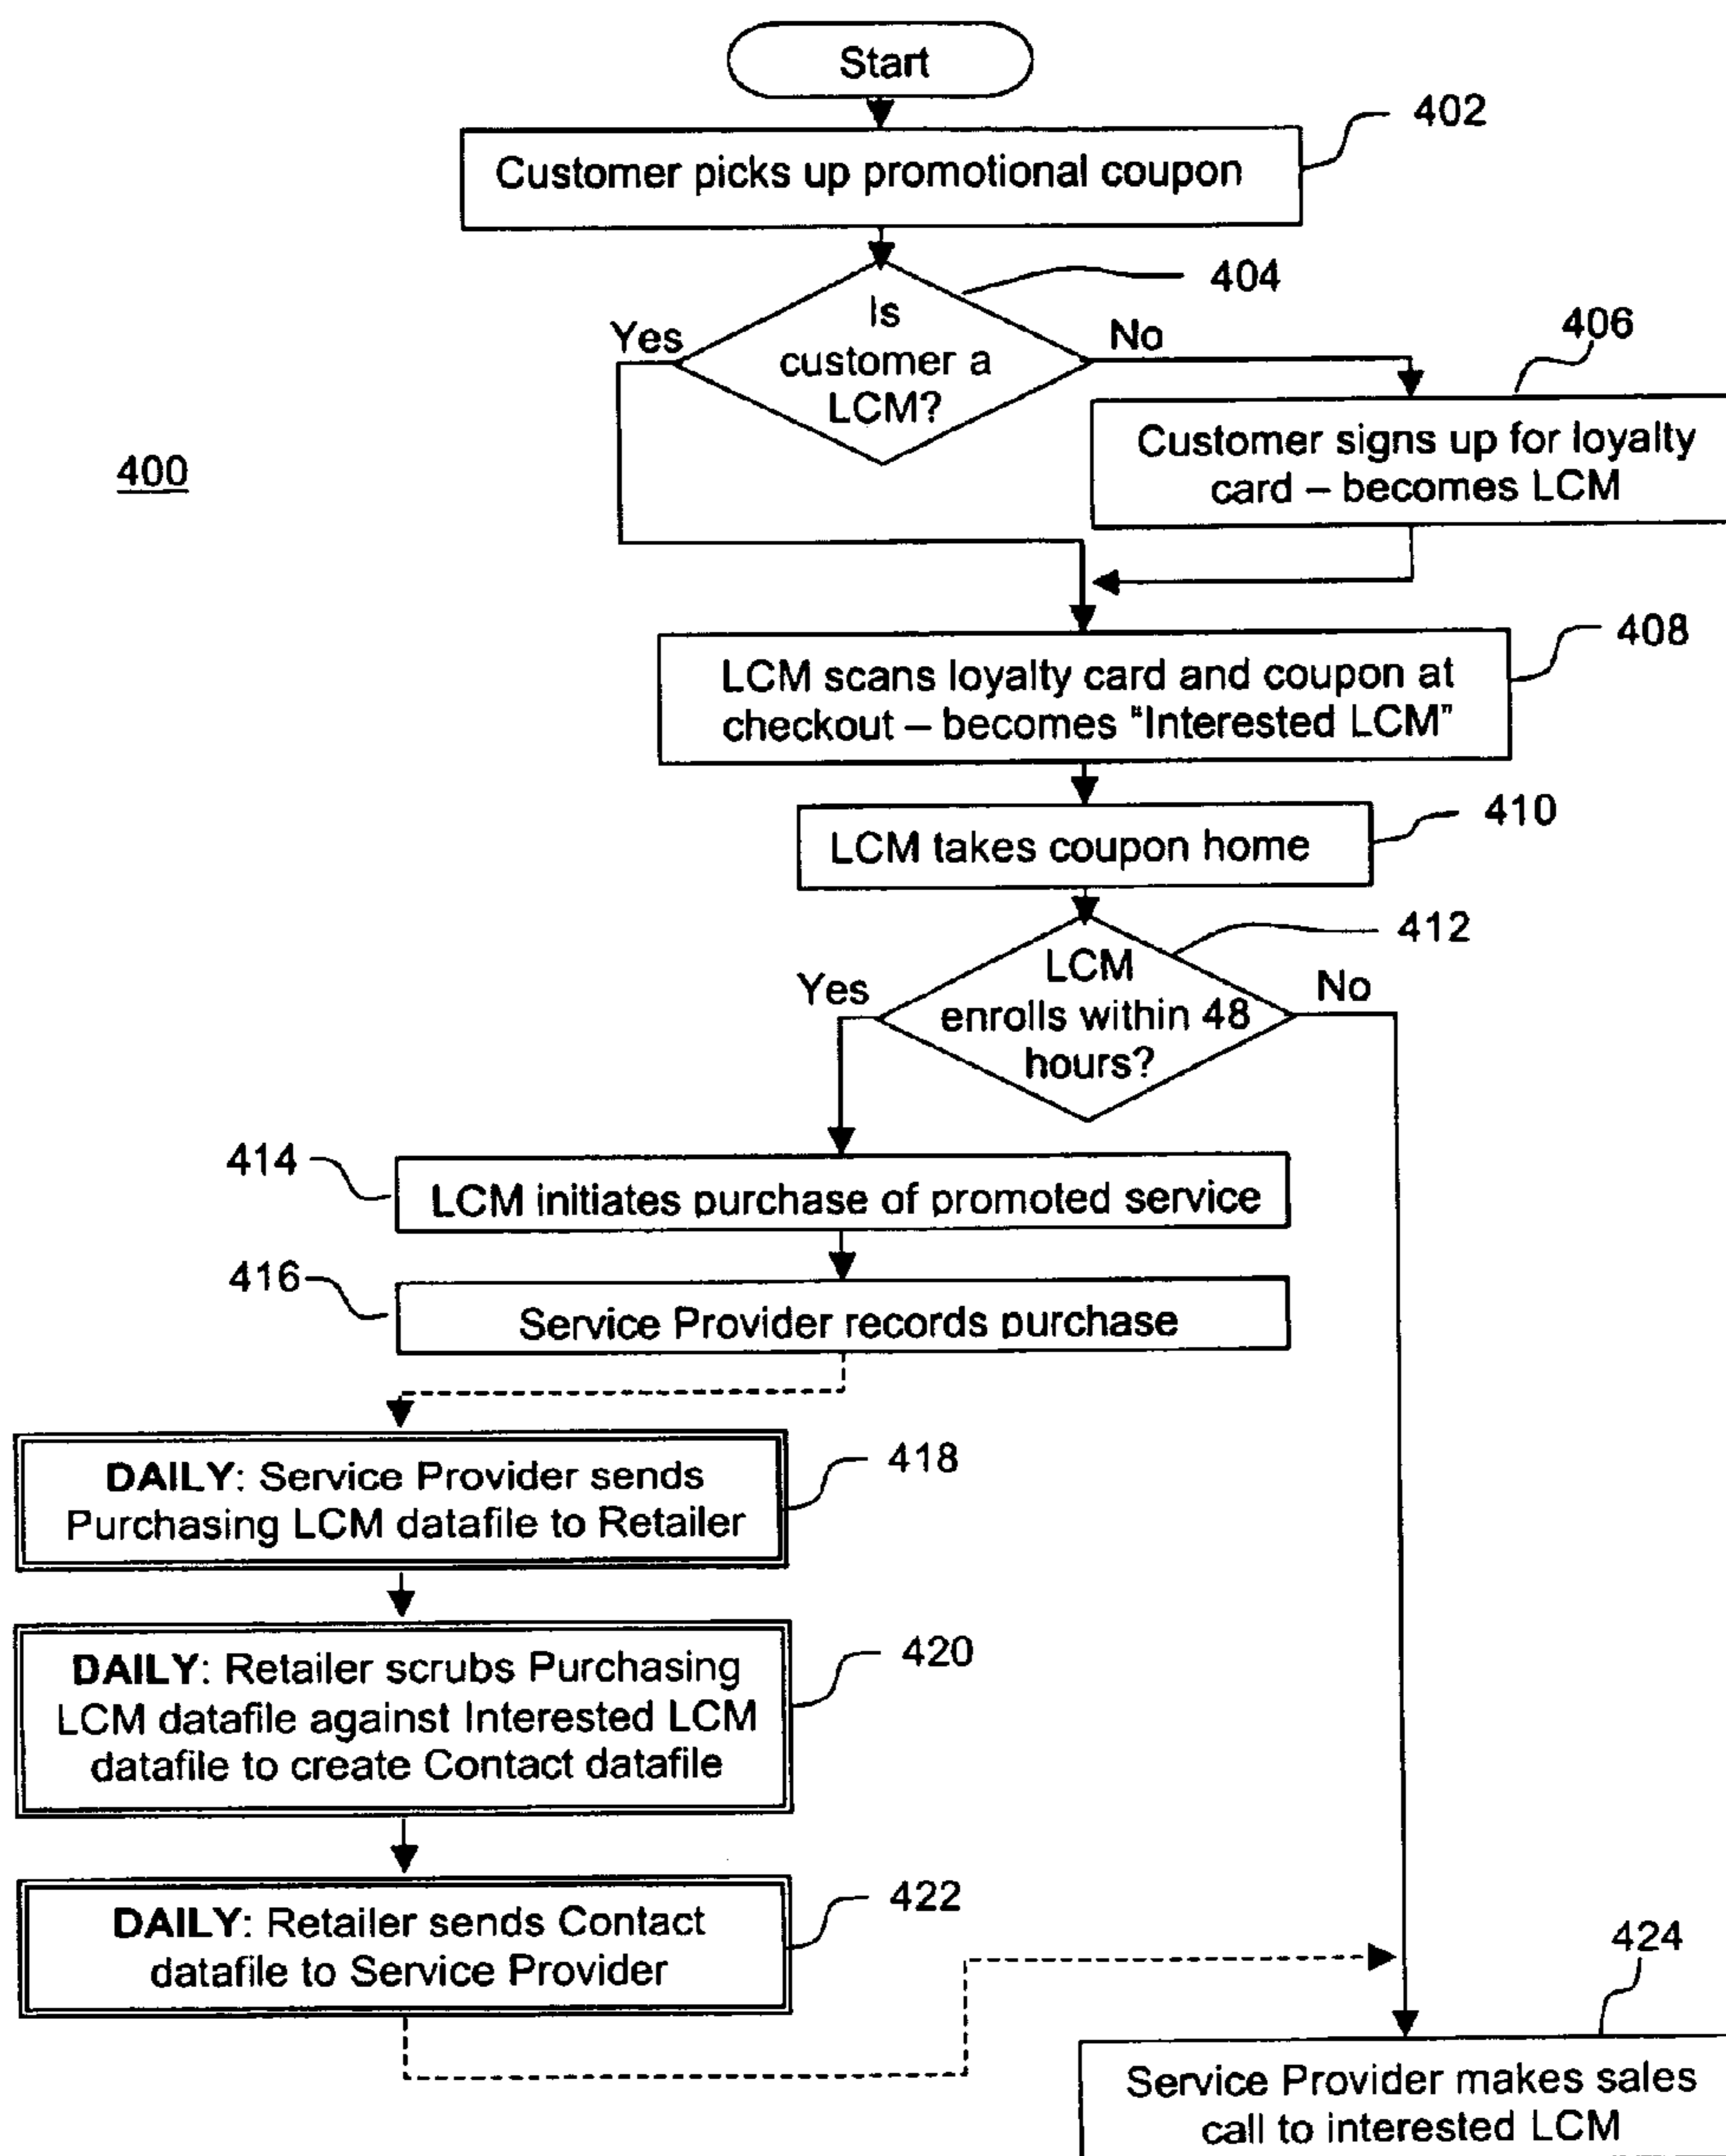 Start
402
Customer picks up promotional coupon
404
Is
customer a
LCM?
Yes
No
406
Customer signs up for loyalty
card – becomes LCM
400
408
LCM scans loyalty card and coupon at
checkout – becomes "Interested LCM"
410
LCM takes coupon home
412
LCM
enrolls within 48
hours?
Yes
No
414
LCM initiates purchase of promoted service
416
Service Provider records purchase
418
DAILY: Service Provider sends
Purchasing LCM datafile to Retailer
420
DAILY: Retailer scrubs Purchasing
LCM datafile against Interested LCM
datafile to create Contact datafile
422
DAILY: Retailer sends Contact
datafile to Service Provider
424
Service Provider makes sales
call to interested LCM